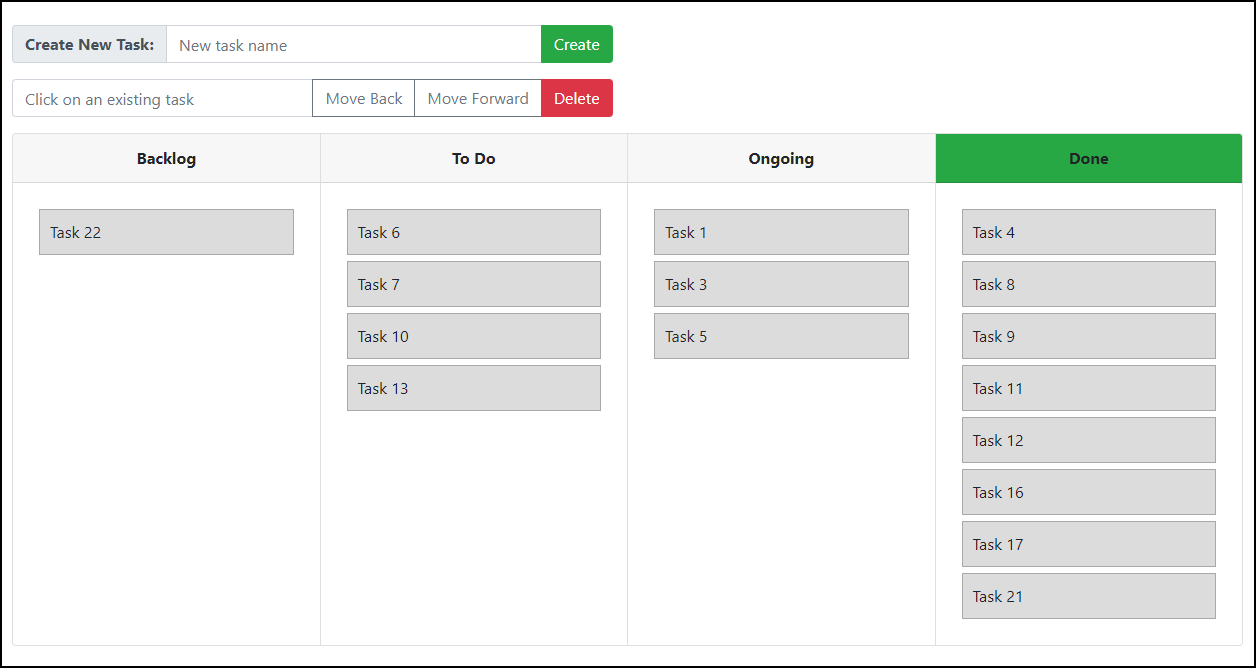 Create New Task: New task name Create
Click on an existing task Move Back Move Forward Delete
Backlog To Do Ongoing Done
Task 22 Task 6 Task 1 Task 4
Task 7 Task 3 Task 8
Task 10 Task 5 Task 9
Task 13 Task 11
Task 12
Task 16
Task 17
Task 21